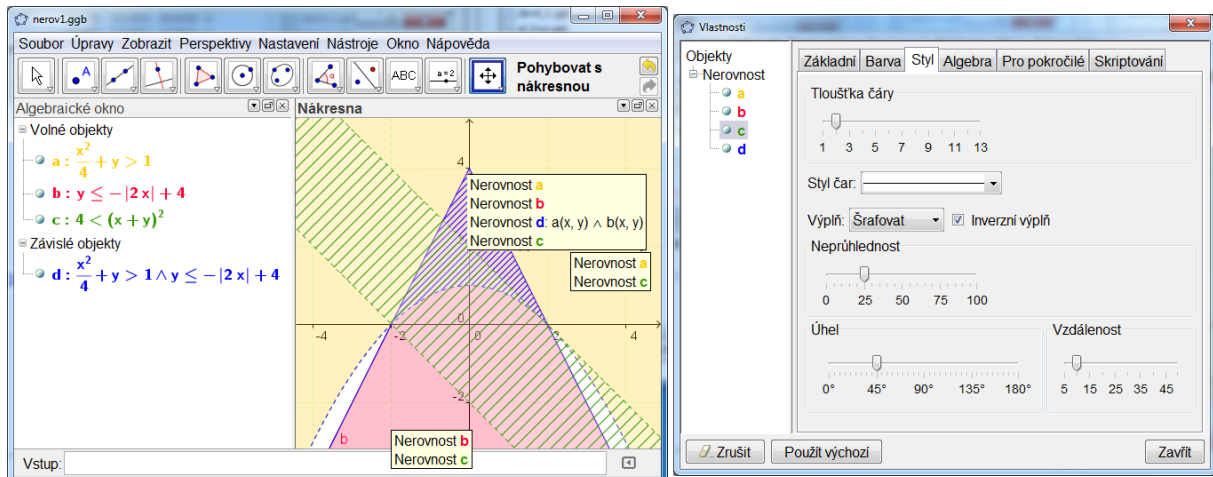 nerov1.ggb
Soubor Úpravy Zobrazit Perspektivy Nastavení Nástroje Okno Nápověda
A
α
ABC
a=2
Pohybovat s
nákresnou
Algebraické okno
Volné objekty
a : x²/4 + y > 1
b : y ≤ −|2 x| + 4
c : 4 < (x + y)²
Závislé objekty
d : x²/4 + y > 1 ∧ y ≤ −|2 x| + 4
Nákresna
4
Nerovnost a
Nerovnost b
Nerovnost d: a(x, y) ∧ b(x, y)
Nerovnost c
Nerovnost a
Nerovnost c
0
-4
-2
0
2
4
-2
b
Nerovnost b
Nerovnost c
Vstup:
Vlastnosti
Objekty
Nerovnost
a
b
c
d
Základní Barva Styl Algebra Pro pokročilé Skriptování
Tloušťka čáry
1 3 5 7 9 11 13
Styl čar:
Výplň: Šrafovat Inverzní výplň
Neprůhlednost
0 25 50 75 100
Úhel
0° 45° 90° 135° 180°
Vzdálenost
5 15 25 35 45
Zrušit
Použít výchozí
Zavřít